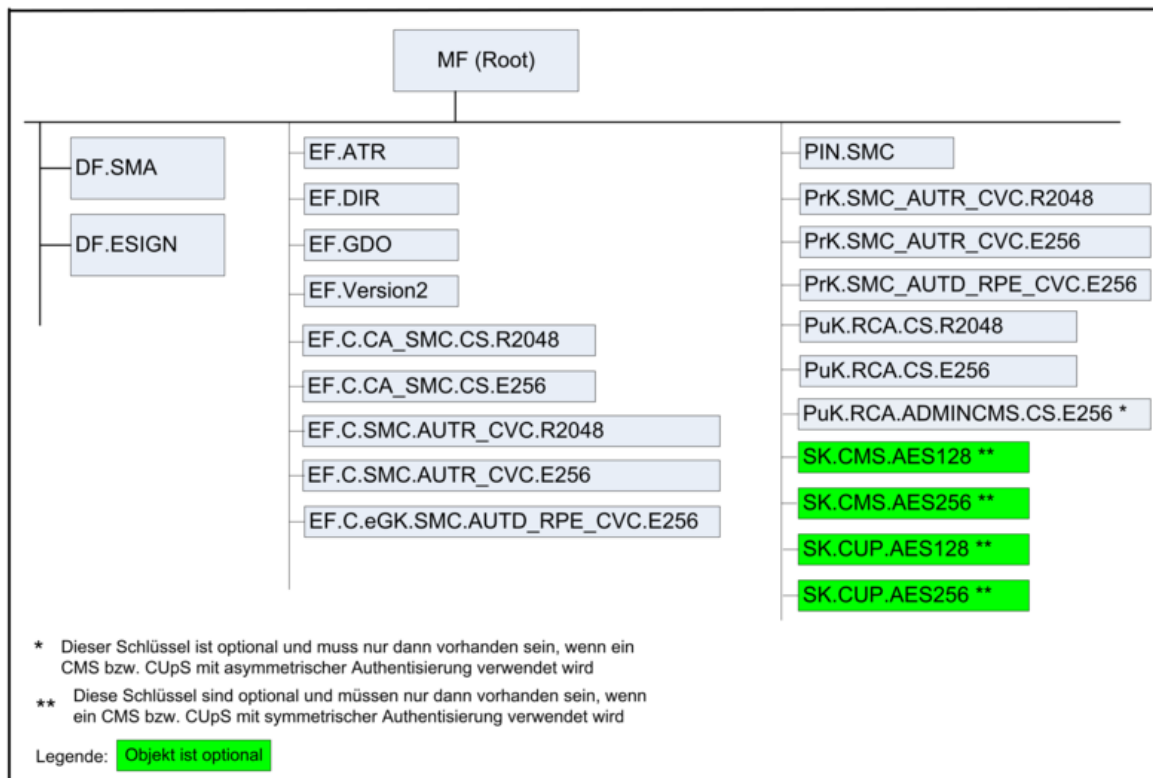 MF (Root)
DF.SMA
DF.ESIGN
EF.ATR
EF.DIR
EF.GDO
EF.Version2
EF.C.CA_SMC.CS.R2048
EF.C.CA_SMC.CS.E256
EF.C.SMC.AUTR_CVC.R2048
EF.C.SMC.AUTR_CVC.E256
EF.C.eGK.SMC.AUTD_RPE_CVC.E256
PIN.SMC
PrK.SMC_AUTR_CVC.R2048
PrK.SMC_AUTR_CVC.E256
PrK.SMC_AUTD_RPE_CVC.E256
PuK.RCA.CS.R2048
PuK.RCA.CS.E256
PuK.RCA.ADMINCMS.CS.E256 *
SK.CMS.AES128 **
SK.CMS.AES256 **
SK.CUP.AES128 **
SK.CUP.AES256 **
* Dieser Schlüssel ist optional und muss nur dann vorhanden sein, wenn ein
CMS bzw. CUpS mit asymmetrischer Authentisierung verwendet wird
** Diese Schlüssel sind optional und müssen nur dann vorhanden sein, wenn
ein CMS bzw. CUpS mit symmetrischer Authentisierung verwendet wird
Legende: Objekt ist optional